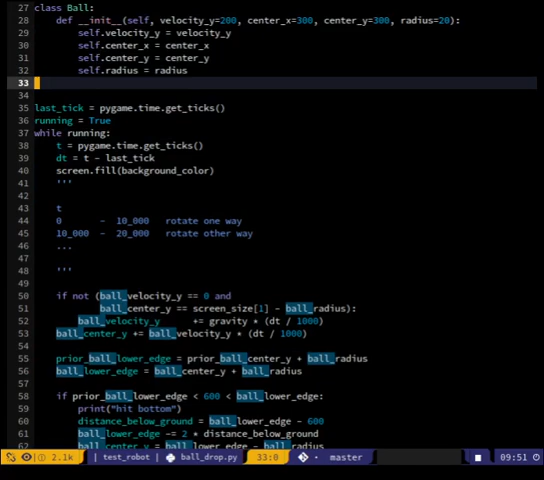 27 class Ball:
28     def __init__(self, velocity_y=200, center_x=300, center_y=300, radius=20):
29         self.velocity_y = velocity_y
30         self.center_x = center_x
31         self.center_y = center_y
32         self.radius = radius
33
34
35 last_tick = pygame.time.get_ticks()
36 running = True
37 while running:
38     t = pygame.time.get_ticks()
39     dt = t - last_tick
40     screen.fill(background_color)
41     '''
42
43     t
44     0       -  10_000   rotate one way
45     10_000  -  20_000   rotate other way
46     ...
47
48     '''
49
50     if not (ball_velocity_y == 0 and
51             ball_center_y == screen_size[1] - ball_radius):
52         ball_velocity_y      += gravity * (dt / 1000)
53     ball_center_y += ball_velocity_y * (dt / 1000)
54
55     prior_ball_lower_edge = prior_ball_center_y + ball_radius
56     ball_lower_edge = ball_center_y + ball_radius
57
58     if prior_ball_lower_edge < 600 < ball_lower_edge:
59         print("hit bottom")
60         distance_below_ground = ball_lower_edge - 600
61         ball_lower_edge -= 2 * distance_below_ground
62         ball_center_y = ball_lower_edge - ball_radius
2.1k | test_robot | ball_drop.py 33:0 master 09:51